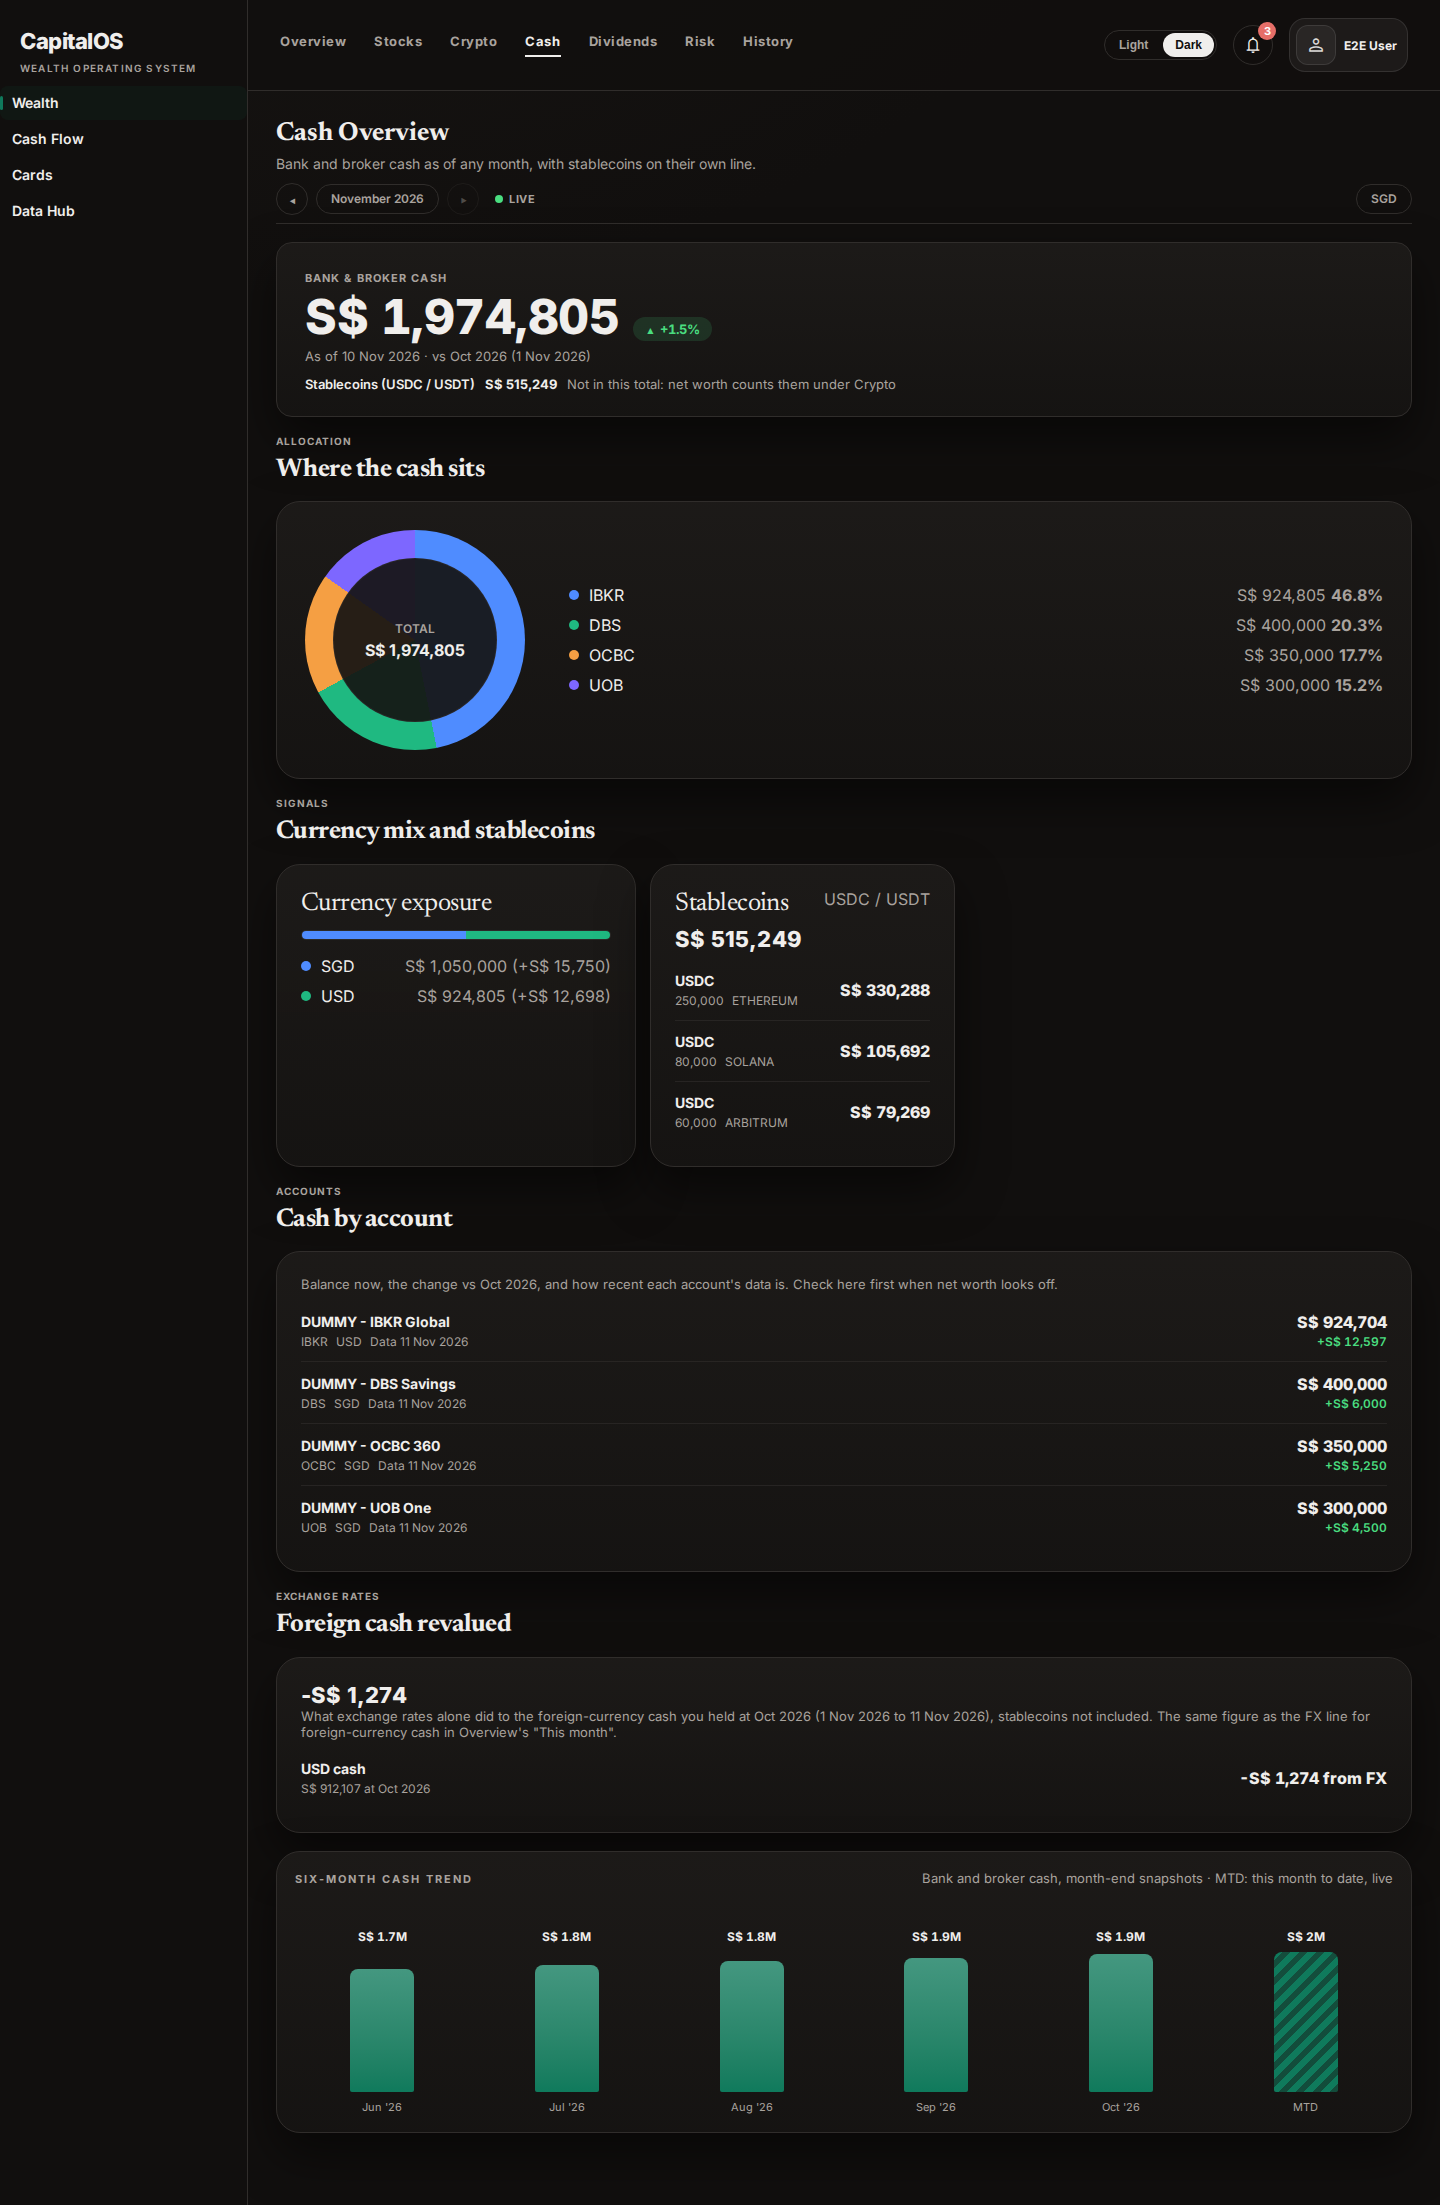 CapitalOS
WEALTH OPERATING SYSTEM
Wealth
Cash Flow
Cards
Data Hub
Overview Stocks Crypto Cash Dividends Risk History
Light Dark
3
E2E User
Cash Overview
Bank and broker cash as of any month, with stablecoins on their own line.
November 2026
LIVE
SGD
BANK & BROKER CASH
S$ 1,974,805 ▲ +1.5%
As of 10 Nov 2026 · vs Oct 2026 (1 Nov 2026)
Stablecoins (USDC / USDT) S$ 515,249 Not in this total: net worth counts them under Crypto
ALLOCATION
Where the cash sits
TOTAL
S$ 1,974,805
IBKR S$ 924,805 46.8%
DBS S$ 400,000 20.3%
OCBC S$ 350,000 17.7%
UOB S$ 300,000 15.2%
SIGNALS
Currency mix and stablecoins
Currency exposure
SGD S$ 1,050,000 (+S$ 15,750)
USD S$ 924,805 (+S$ 12,698)
Stablecoins USDC / USDT
S$ 515,249
USDC
250,000 ETHEREUM
S$ 330,288
USDC
80,000 SOLANA
S$ 105,692
USDC
60,000 ARBITRUM
S$ 79,269
ACCOUNTS
Cash by account
Balance now, the change vs Oct 2026, and how recent each account's data is. Check here first when net worth looks off.
DUMMY - IBKR Global
IBKR USD Data 11 Nov 2026
S$ 924,704
+S$ 12,597
DUMMY - DBS Savings
DBS SGD Data 11 Nov 2026
S$ 400,000
+S$ 6,000
DUMMY - OCBC 360
OCBC SGD Data 11 Nov 2026
S$ 350,000
+S$ 5,250
DUMMY - UOB One
UOB SGD Data 11 Nov 2026
S$ 300,000
+S$ 4,500
EXCHANGE RATES
Foreign cash revalued
-S$ 1,274
What exchange rates alone did to the foreign-currency cash you held at Oct 2026 (1 Nov 2026 to 11 Nov 2026), stablecoins not included. The same figure as the FX line for
foreign-currency cash in Overview's "This month".
USD cash
S$ 912,107 at Oct 2026
-S$ 1,274 from FX
SIX-MONTH CASH TREND
Bank and broker cash, month-end snapshots · MTD: this month to date, live
S$ 1.7M S$ 1.8M S$ 1.8M S$ 1.9M S$ 1.9M S$ 2M
Jun '26 Jul '26 Aug '26 Sep '26 Oct '26 MTD